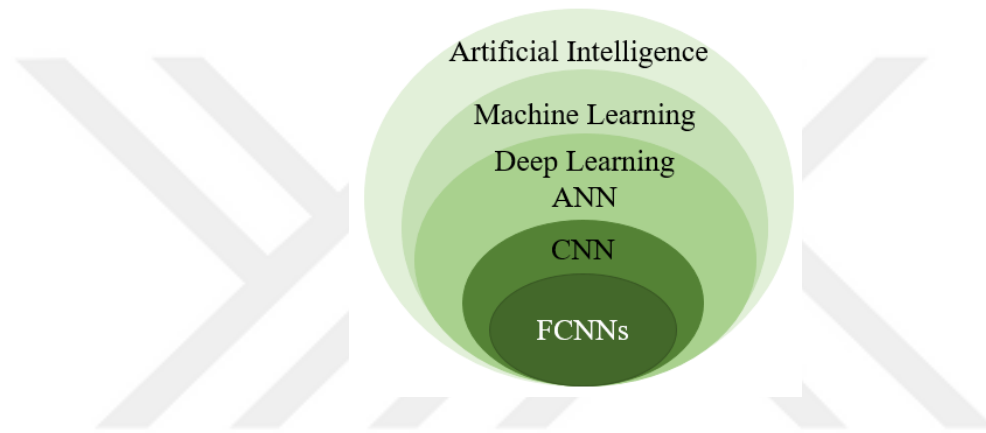 Artificial Intelligence
Machine Learning
Deep Learning
ANN
CNN
FCNNs